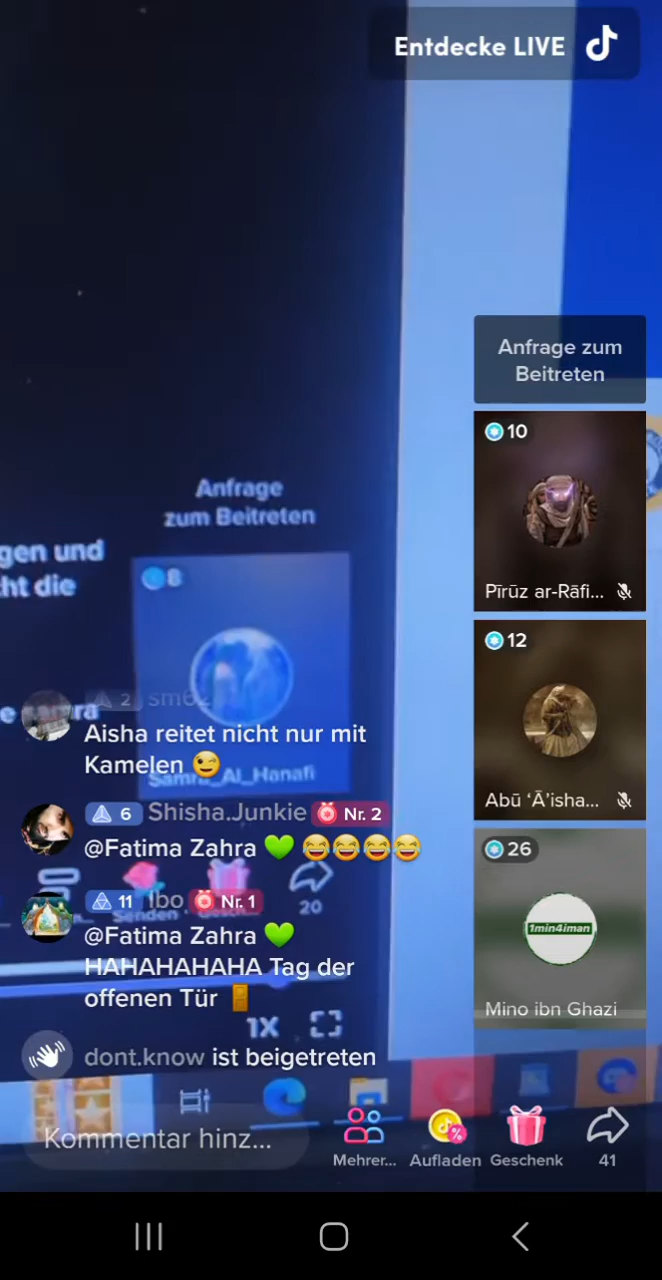 Entdecke LIVE
Anfrage zum
Beitreten
10
Pīrūz ar-Rāfi...
12
Abū ‘Ā’isha...
26
1min4iman
Mino ibn Ghazi
Anfrage
zum Beitreten
8
gen und
ht die
Samra_Al_Hanafi
2
Aisha reitet nicht nur mit
Kamelen 😉
6 Shisha.Junkie Nr. 2
@Fatima Zahra 💚 😂😂😂😂
11 Ibo Nr. 1
@Fatima Zahra 💚
HAHAHAHAHA Tag der
offenen Tür 🚪
Senden
20
1X
dont.know ist beigetreten
Kommentar hinz...
Mehrer...
Aufladen
Geschenk
41